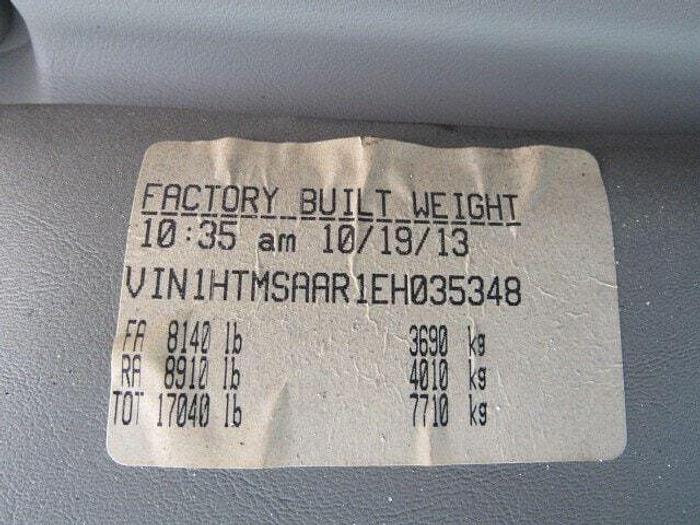 FACTORY BUILT WEIGHT
10:35 am 10/19/13
VIN1HTMSAAR1EH035348
FA 8140 lb 3690 kg
RA 8910 lb 4010 kg
TOT 17040 lb 7710 kg